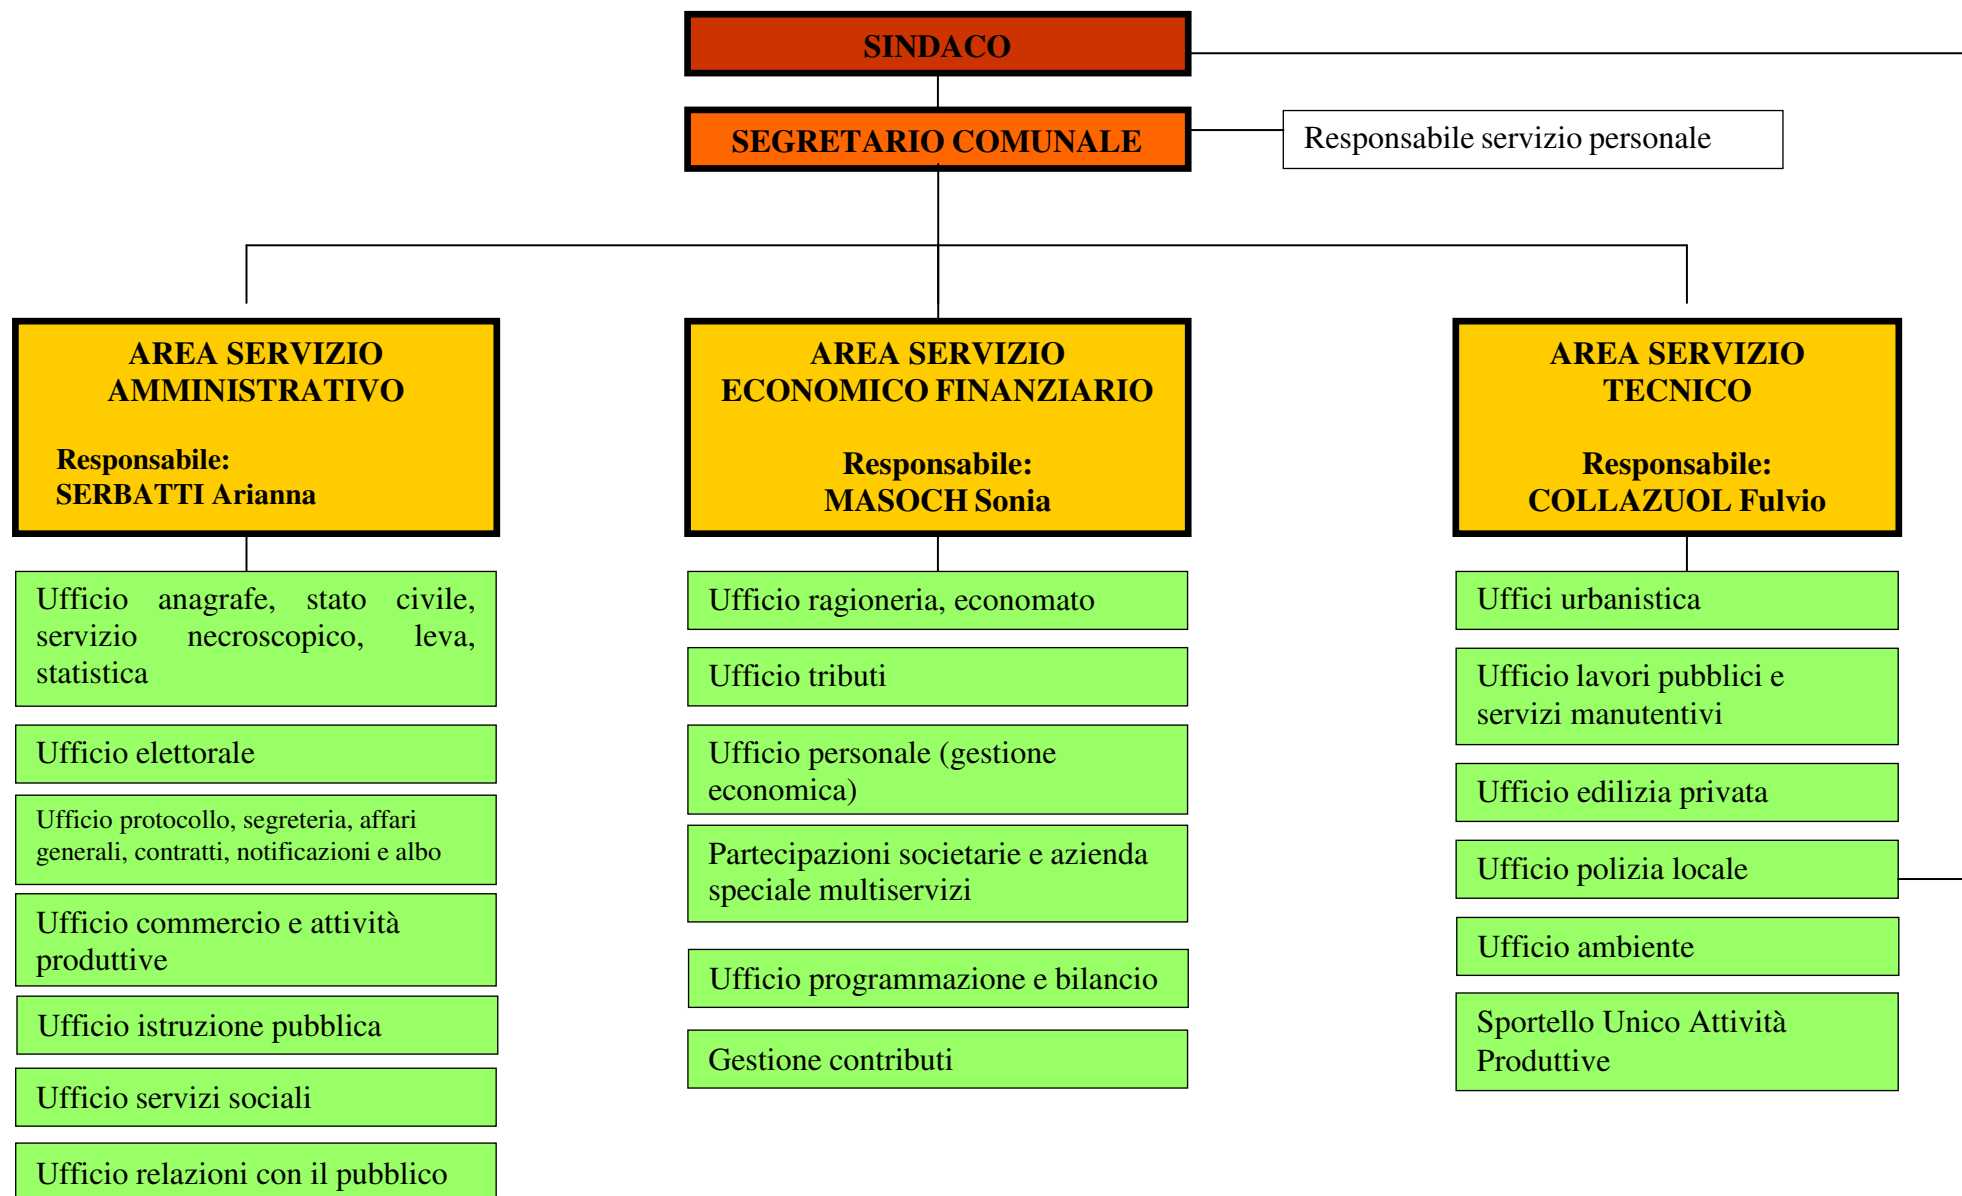 SINDACO
SEGRETARIO COMUNALE
Responsabile servizio personale
AREA SERVIZIO
AMMINISTRATIVO
Responsabile:
SERBATTI Arianna
Ufficio anagrafe, stato civile,
servizio necroscopico, leva,
statistica
Ufficio elettorale
Ufficio protocollo, segreteria, affari
generali, contratti, notificazioni e albo
Ufficio commercio e attività
produttive
Ufficio istruzione pubblica
Ufficio servizi sociali
Ufficio relazioni con il pubblico
AREA SERVIZIO
ECONOMICO FINANZIARIO
Responsabile:
MASOCH Sonia
Ufficio ragioneria, economato
Ufficio tributi
Ufficio personale (gestione
economica)
Partecipazioni societarie e azienda
speciale multiservizi
Ufficio programmazione e bilancio
Gestione contributi
AREA SERVIZIO
TECNICO
Responsabile:
COLLAZUOL Fulvio
Uffici urbanistica
Ufficio lavori pubblici e
servizi manutentivi
Ufficio edilizia privata
Ufficio polizia locale
Ufficio ambiente
Sportello Unico Attività
Produttive